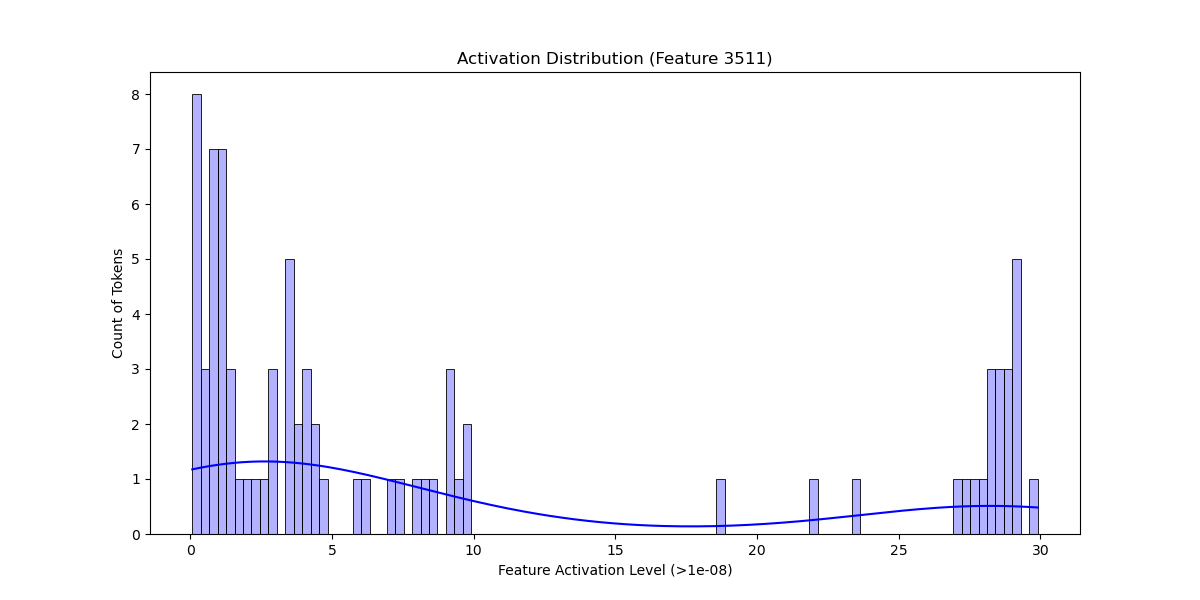 Activation Distribution (Feature 3511)
8
7
6
5
4
3
2
1
0
Count of Tokens
0 5 10 15 20 25 30
Feature Activation Level (>1e-08)